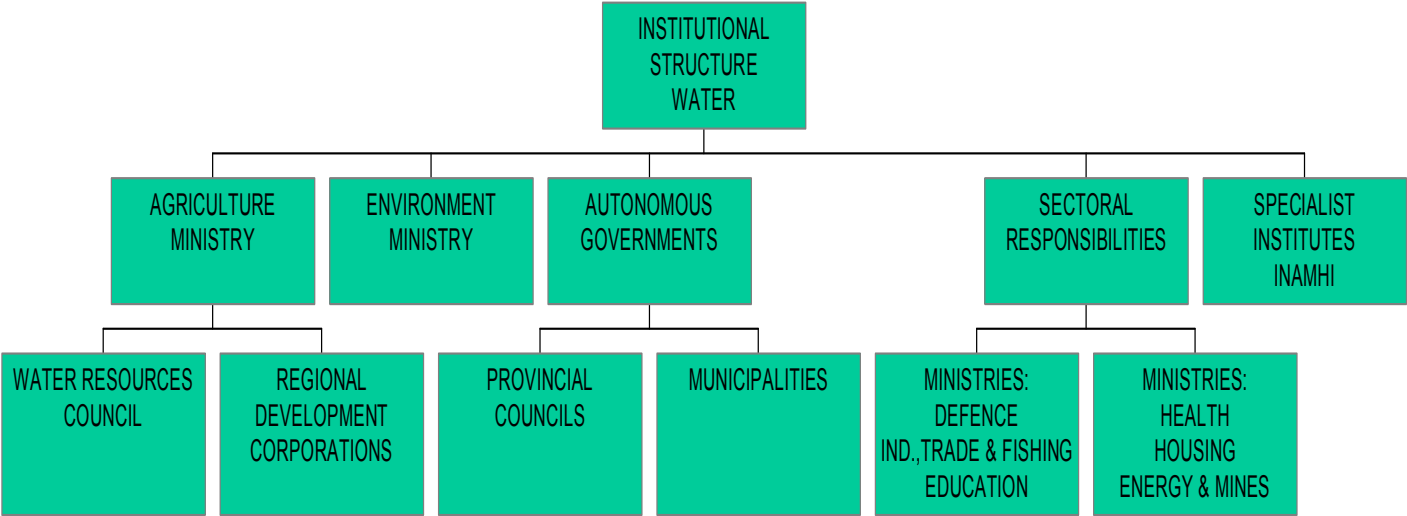 INSTITUTIONAL
STRUCTURE
WATER
AGRICULTURE
MINISTRY
ENVIRONMENT
MINISTRY
AUTONOMOUS
GOVERNMENTS
SECTORAL
RESPONSIBILITIES
SPECIALIST
INSTITUTES
INAMHI
WATER RESOURCES
COUNCIL
REGIONAL
DEVELOPMENT
CORPORATIONS
PROVINCIAL
COUNCILS
MUNICIPALITIES
MINISTRIES:
DEFENCE
IND.,TRADE & FISHING
EDUCATION
MINISTRIES:
HEALTH
HOUSING
ENERGY & MINES